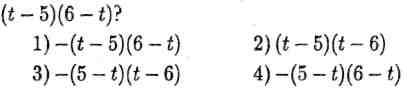 (t − 5)(6 − t)?
1) −(t − 5)(6 − t) 2) (t − 5)(t − 6)
3) −(5 − t)(t − 6) 4) −(5 − t)(6 − t)